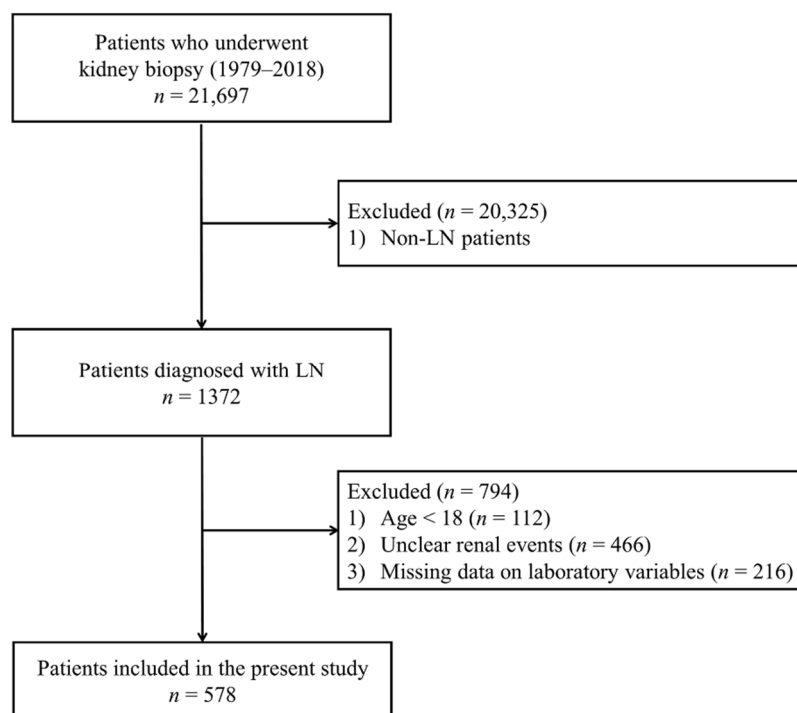 Patients who underwent
kidney biopsy (1979–2018)
n = 21,697
Excluded (n = 20,325)
1) Non-LN patients
Patients diagnosed with LN
n = 1372
Excluded (n = 794)
1) Age < 18 (n = 112)
2) Unclear renal events (n = 466)
3) Missing data on laboratory variables (n = 216)
Patients included in the present study
n = 578